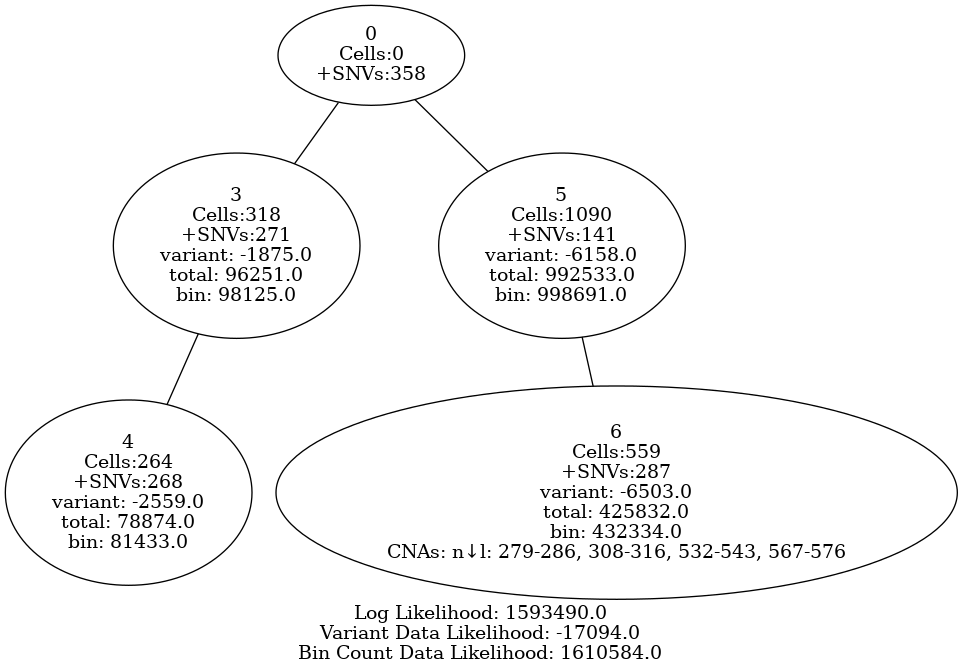 0
Cells:0
+SNVs:358
3
Cells:318
+SNVs:271
variant: -1875.0
total: 96251.0
bin: 98125.0
5
Cells:1090
+SNVs:141
variant: -6158.0
total: 992533.0
bin: 998691.0
4
Cells:264
+SNVs:268
variant: -2559.0
total: 78874.0
bin: 81433.0
6
Cells:559
+SNVs:287
variant: -6503.0
total: 425832.0
bin: 432334.0
CNAs: n↓l: 279-286, 308-316, 532-543, 567-576
Log Likelihood: 1593490.0
Variant Data Likelihood: -17094.0
Bin Count Data Likelihood: 1610584.0